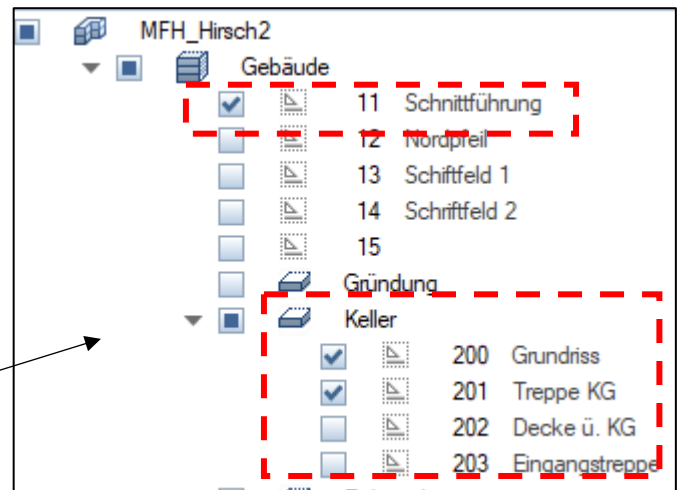 MFH_Hirsch2
Gebäude
11 Schnittführung
12 Nordpfeil
13 Schiftfeld 1
14 Schriftfeld 2
15
Gründung
Keller
200 Grundriss
201 Treppe KG
202 Decke ü. KG
203 Eingangstreppe